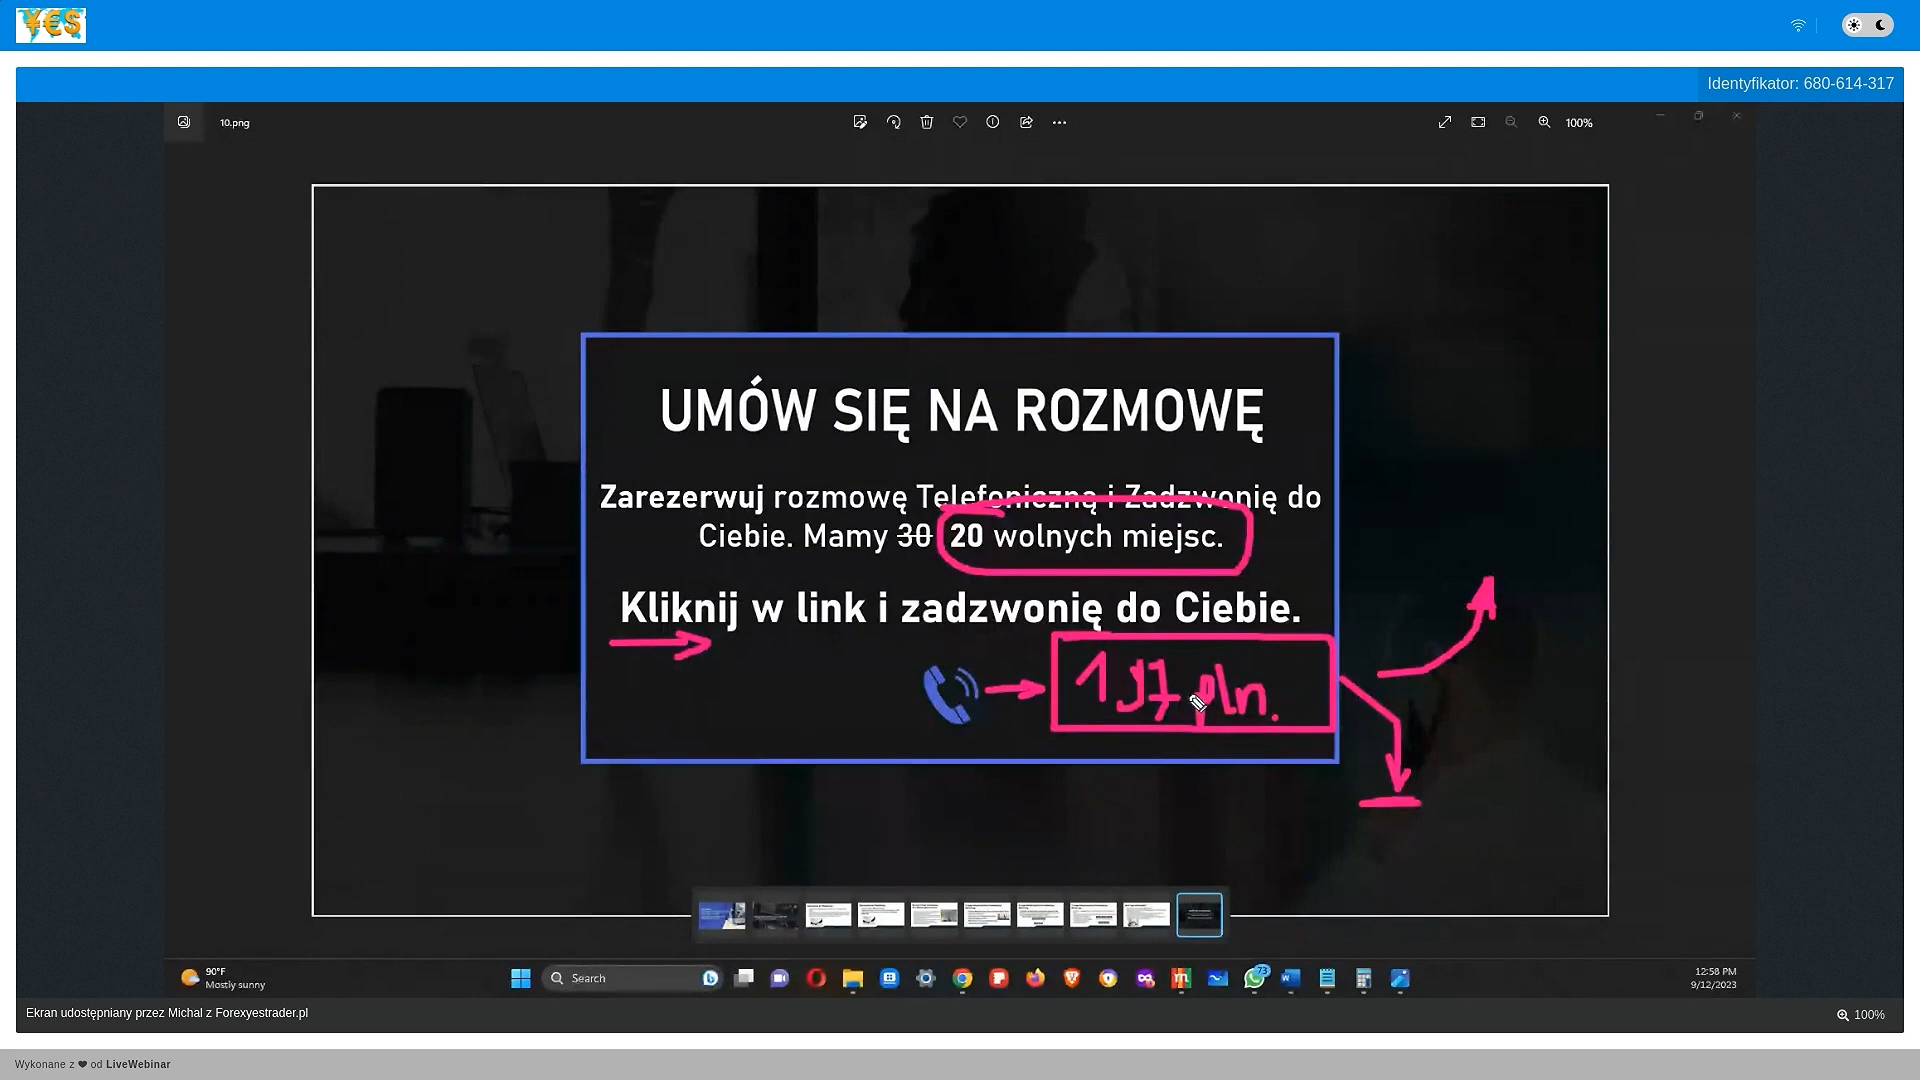 ¥€$
Identyfikator: 680-614-317
10.png
100%
UMÓW SIĘ NA ROZMOWĘ
Zarezerwuj rozmowę Telefoniczną i Zadzwonię do
Ciebie. Mamy 30 20 wolnych miejsc.
Kliknij w link i zadzwonię do Ciebie.
197 pln.
90°F
Mostly sunny
Search
73
12:58 PM
9/12/2023
Ekran udostępniany przez Michal z Forexyestrader.pl
100%
Wykonane z ❤ od LiveWebinar